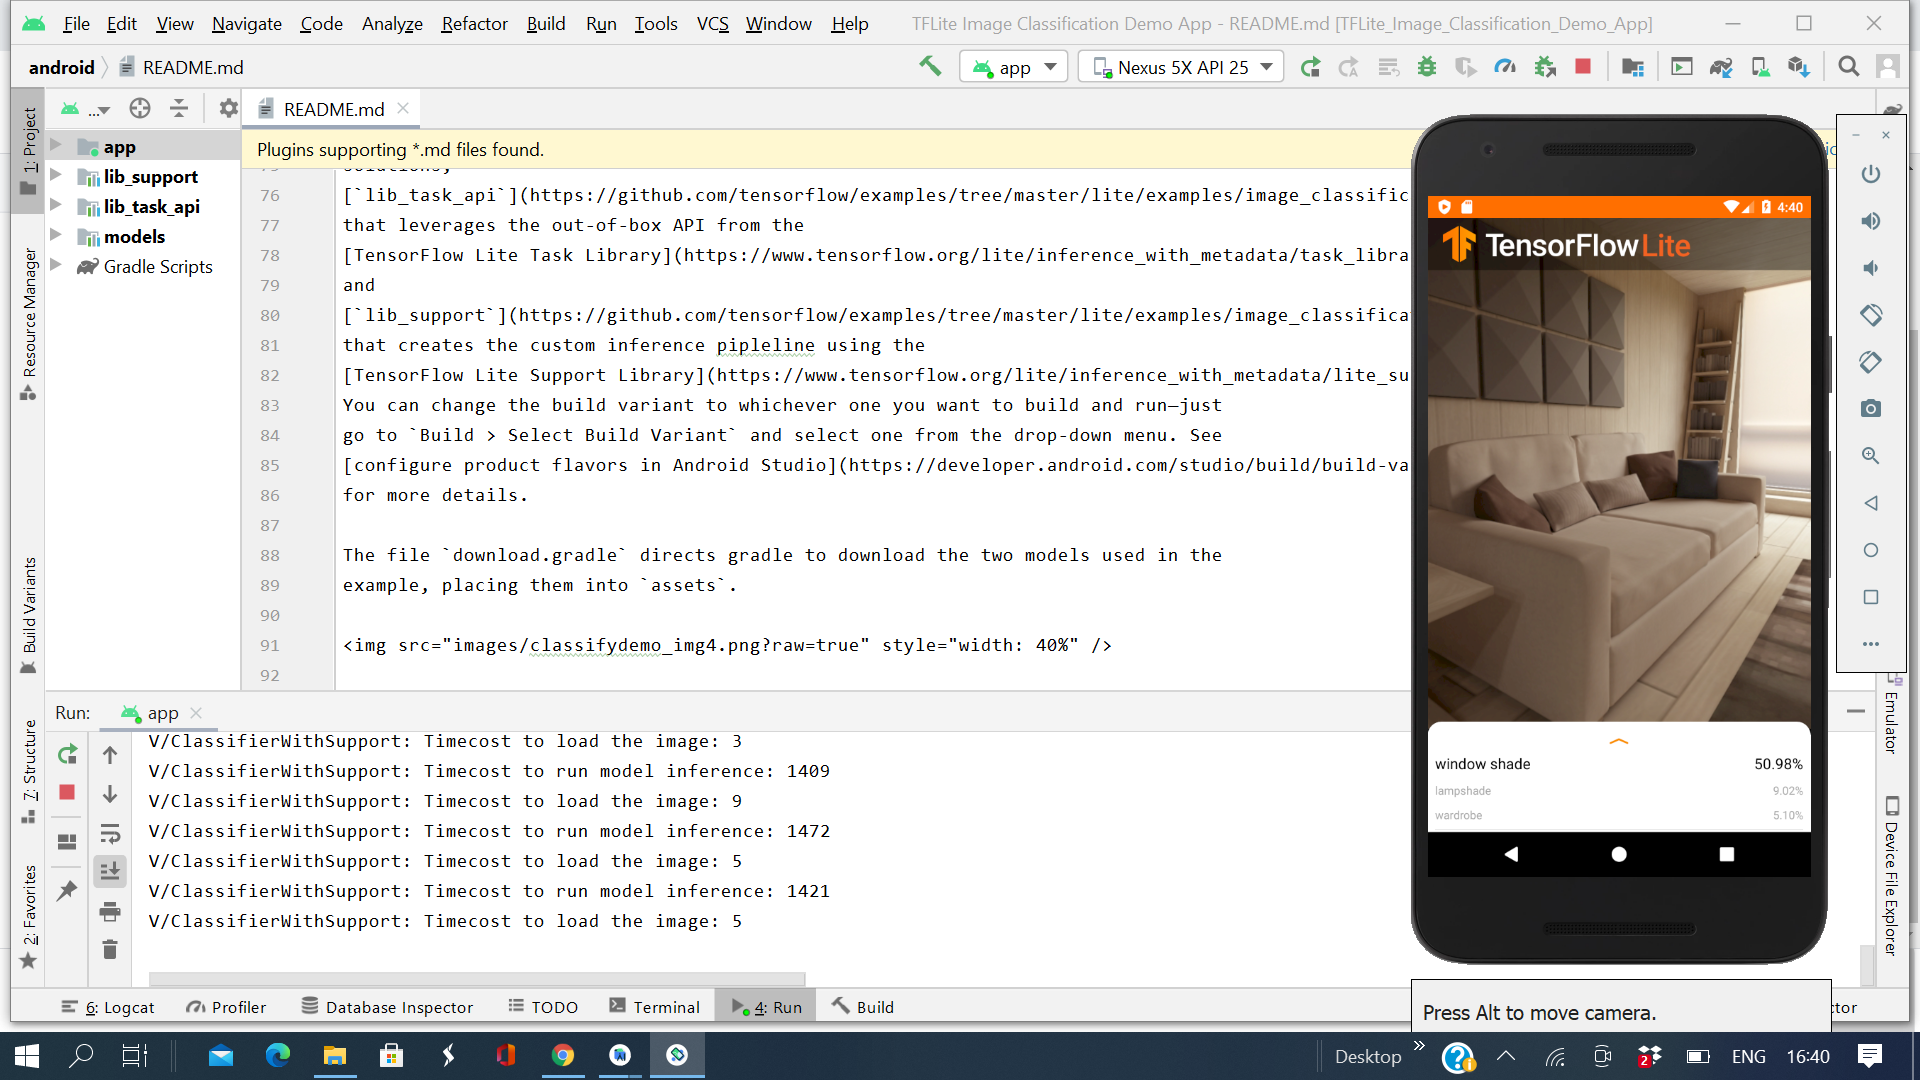 File Edit View Navigate Code Analyze Refactor Build Run Tools VCS Window Help TFLite Image Classification Demo App - README.md [TFLite_Image_Classification_Demo_App]
android README.md app Nexus 5X API 25
... README.md
1: Project
Resource Manager
Build Variants
7: Structure
2: Favorites
app
lib_support
lib_task_api
models
Gradle Scripts
Plugins supporting *.md files found.
76 [`lib_task_api`](https://github.com/tensorflow/examples/tree/master/lite/examples/image_classific
77 that leverages the out-of-box API from the
78 [TensorFlow Lite Task Library](https://www.tensorflow.org/lite/inference_with_metadata/task_libra
79 and
80 [`lib_support`](https://github.com/tensorflow/examples/tree/master/lite/examples/image_classifica
81 that creates the custom inference pipleline using the
82 [TensorFlow Lite Support Library](https://www.tensorflow.org/lite/inference_with_metadata/lite_su
83 You can change the build variant to whichever one you want to build and run—just
84 go to `Build > Select Build Variant` and select one from the drop-down menu. See
85 [configure product flavors in Android Studio](https://developer.android.com/studio/build/build-va
86 for more details.
87
88 The file `download.gradle` directs gradle to download the two models used in the
89 example, placing them into `assets`.
90
91 <img src="images/classifydemo_img4.png?raw=true" style="width: 40%" />
92
Run: app
V/ClassifierWithSupport: Timecost to load the image: 3
V/ClassifierWithSupport: Timecost to run model inference: 1409
V/ClassifierWithSupport: Timecost to load the image: 9
V/ClassifierWithSupport: Timecost to run model inference: 1472
V/ClassifierWithSupport: Timecost to load the image: 5
V/ClassifierWithSupport: Timecost to run model inference: 1421
V/ClassifierWithSupport: Timecost to load the image: 5
4:40
TensorFlow Lite
window shade 50.98%
lampshade 9.02%
wardrobe 5.10%
Emulator
Device File Explorer
6: Logcat Profiler Database Inspector TODO Terminal 4: Run Build
Press Alt to move camera.
tor
Desktop 2 ENG 16:40